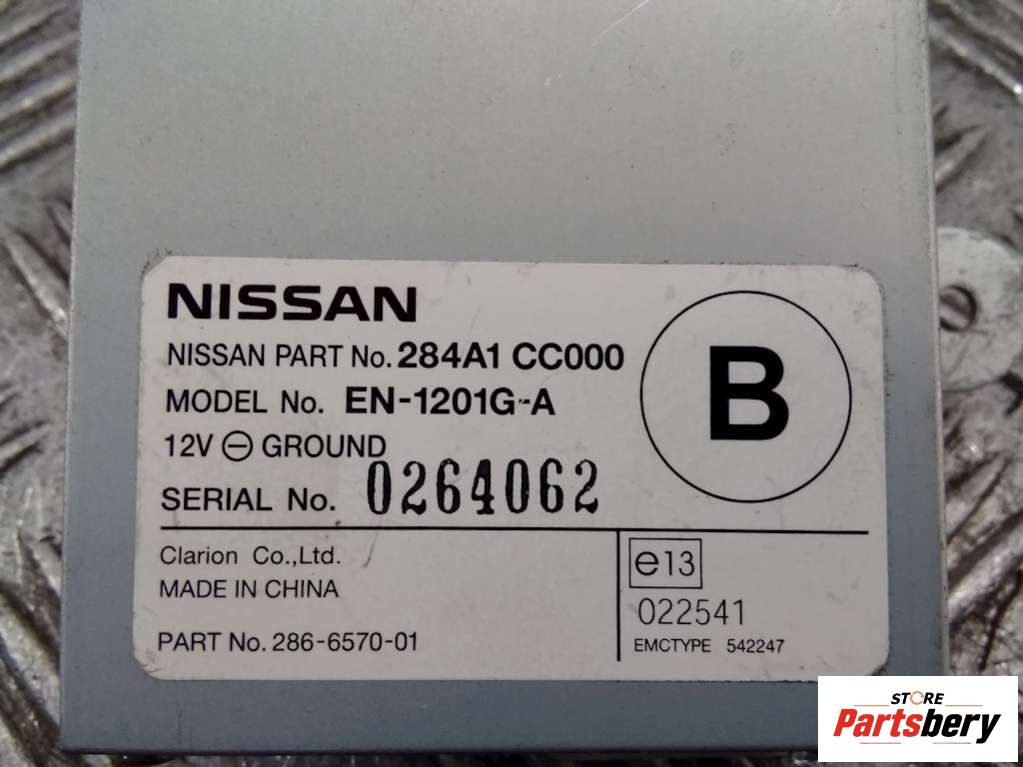 NISSAN
NISSAN PART No. 284A1 CC000
MODEL No. EN-1201G-A
12V ⊖ GROUND
SERIAL No. 0264062
B
Clarion Co.,Ltd.
MADE IN CHINA
PART No. 286-6570-01
e13
022541
EMCTYPE 542247
STORE
Partsbery